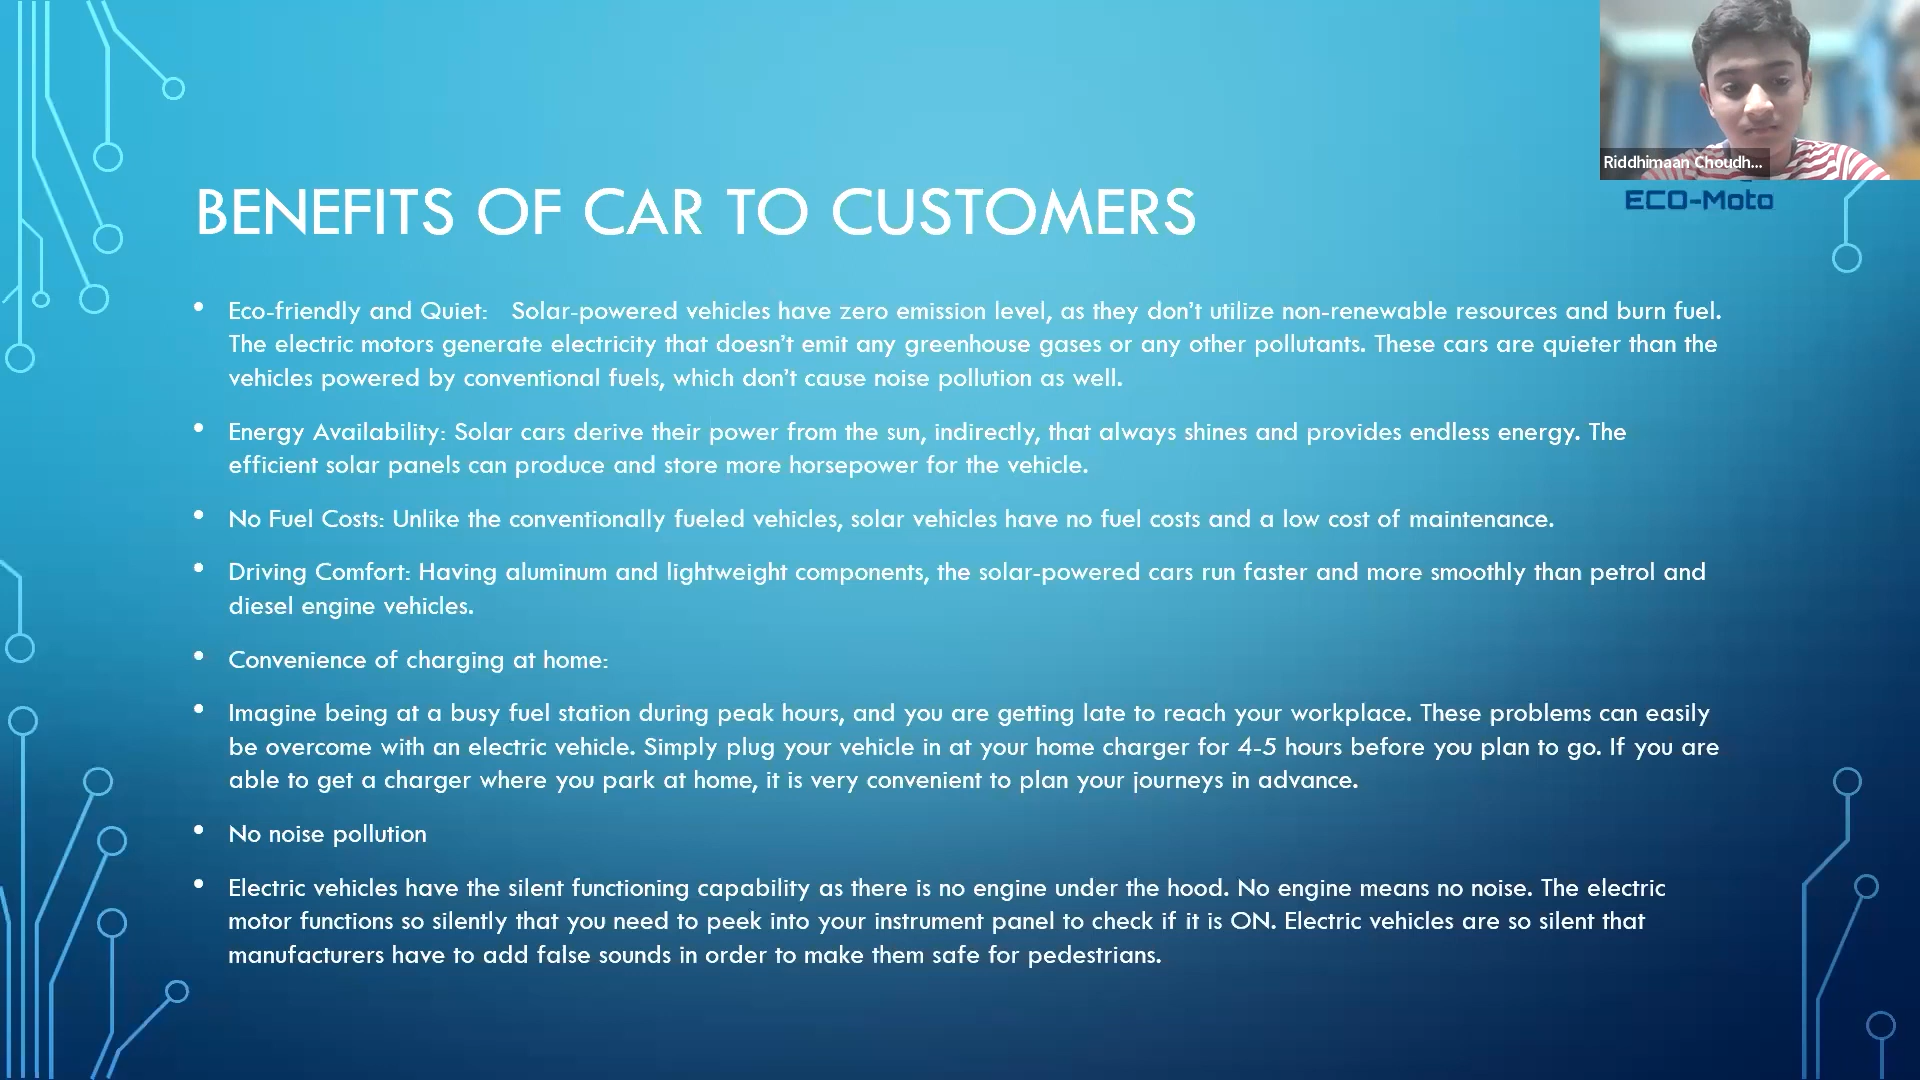 Riddhimaan Choudh...
ECO-Moto
BENEFITS OF CAR TO CUSTOMERS
• Eco-friendly and Quiet: Solar-powered vehicles have zero emission level, as they don't utilize non-renewable resources and burn fuel.
The electric motors generate electricity that doesn't emit any greenhouse gases or any other pollutants. These cars are quieter than the
vehicles powered by conventional fuels, which don't cause noise pollution as well.
• Energy Availability: Solar cars derive their power from the sun, indirectly, that always shines and provides endless energy. The
efficient solar panels can produce and store more horsepower for the vehicle.
• No Fuel Costs: Unlike the conventionally fueled vehicles, solar vehicles have no fuel costs and a low cost of maintenance.
• Driving Comfort: Having aluminum and lightweight components, the solar-powered cars run faster and more smoothly than petrol and
diesel engine vehicles.
• Convenience of charging at home:
• Imagine being at a busy fuel station during peak hours, and you are getting late to reach your workplace. These problems can easily
be overcome with an electric vehicle. Simply plug your vehicle in at your home charger for 4-5 hours before you plan to go. If you are
able to get a charger where you park at home, it is very convenient to plan your journeys in advance.
• No noise pollution
• Electric vehicles have the silent functioning capability as there is no engine under the hood. No engine means no noise. The electric
motor functions so silently that you need to peek into your instrument panel to check if it is ON. Electric vehicles are so silent that
manufacturers have to add false sounds in order to make them safe for pedestrians.